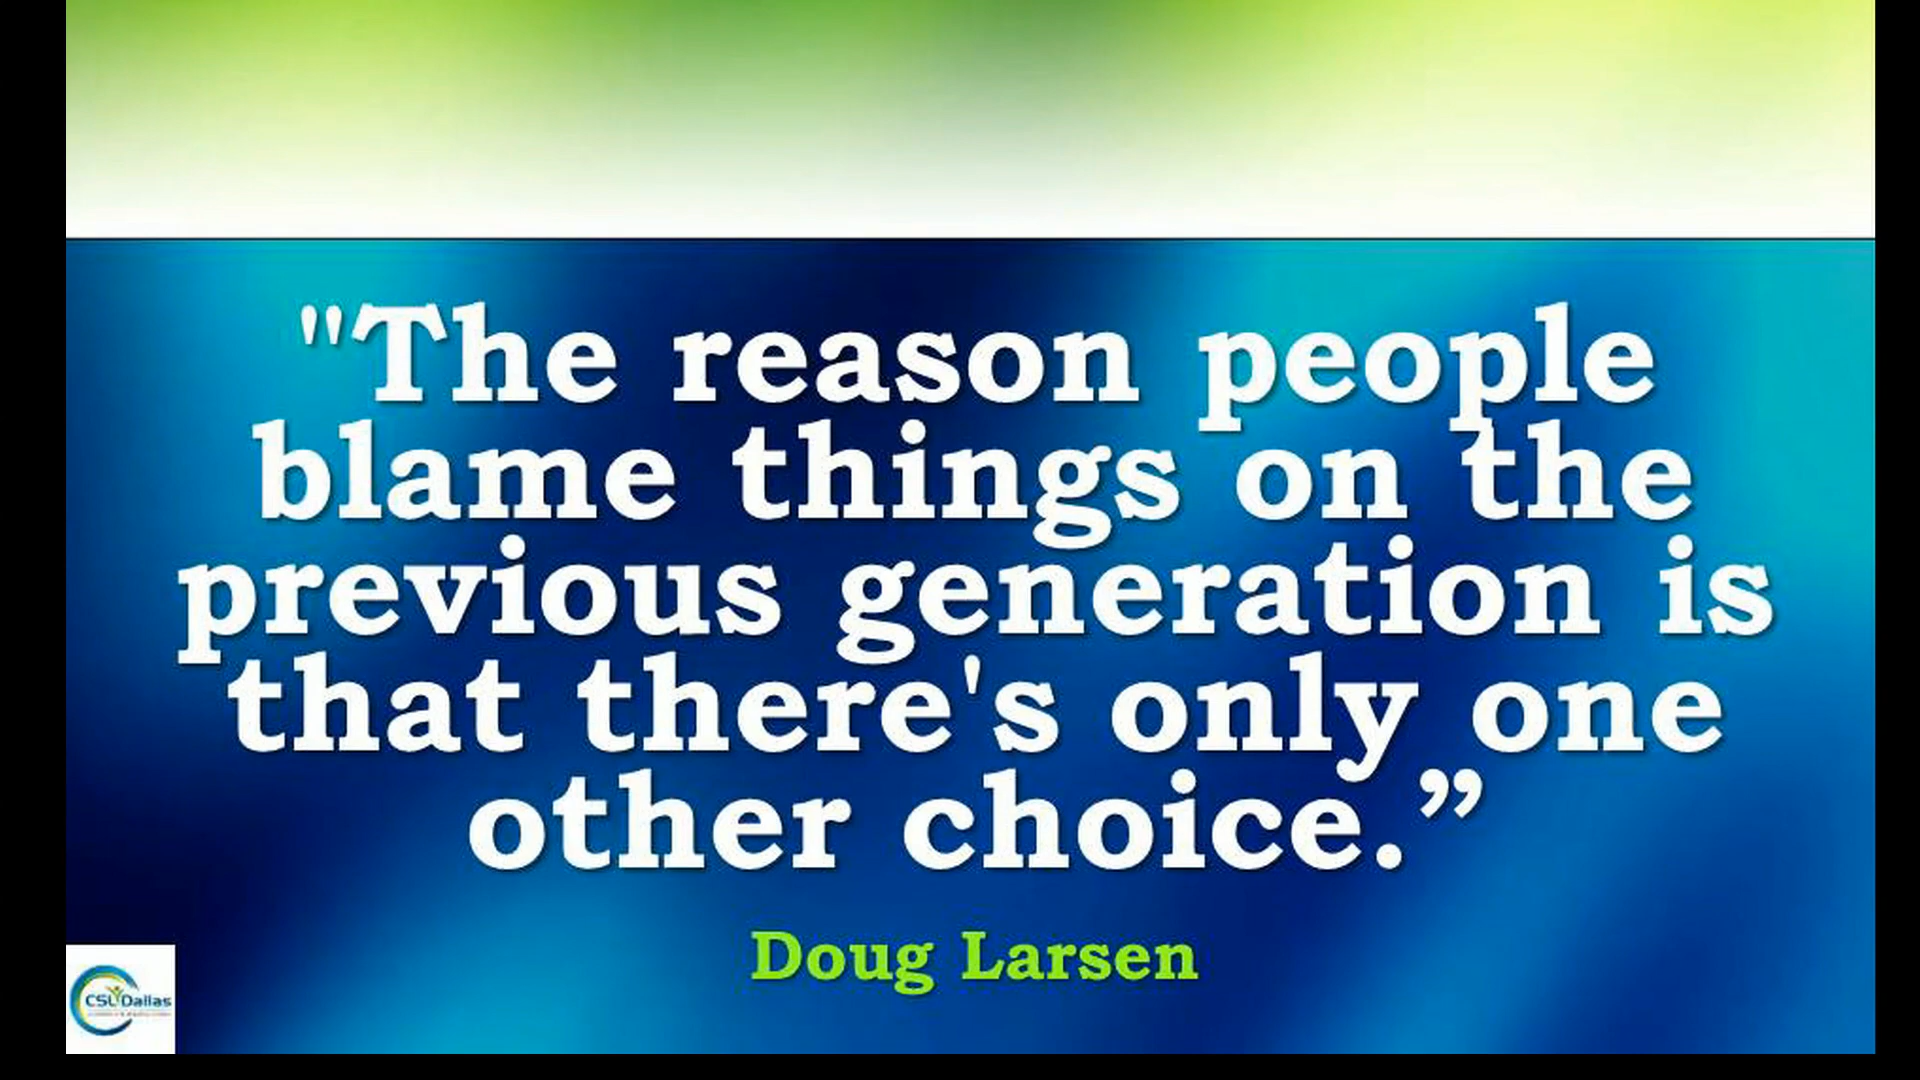 "The reason people
blame things on the
previous generation is
that there's only one
other choice.”
Doug Larsen
CSL Dallas